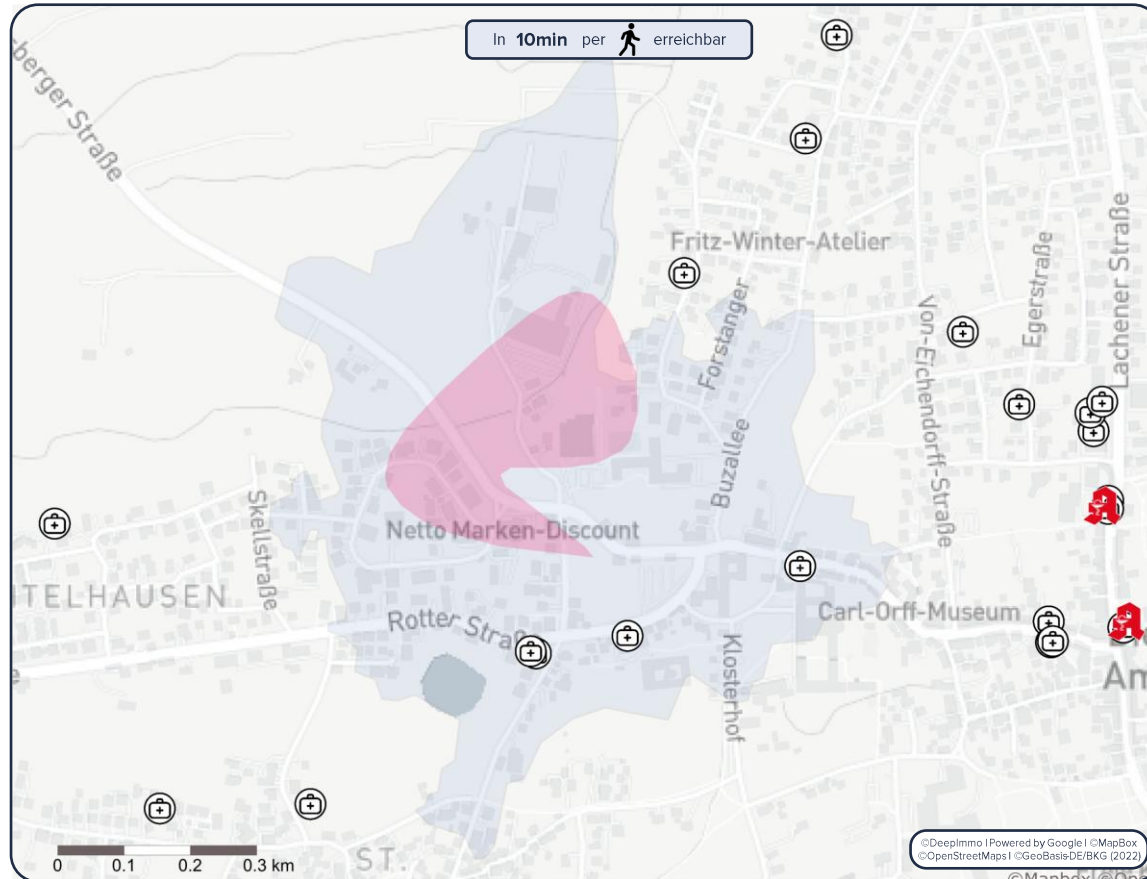 In 10min per erreichbar
berger Straße
Fritz-Winter-Atelier
Lachener Straße
Egerstraße
Forstanger
Von-Eichendorff-Straße
Buzallee
Skellstraße
Netto Marken-Discount
TELHAUSEN
Rotter Straß
Carl-Orff-Museum
Klosterhof
Am
ST.
0 0.1 0.2 0.3 km
©DeepImmo I Powered by Google I ©MapBox
©OpenStreetMaps I ©GeoBasis-DE/BKG (2022)